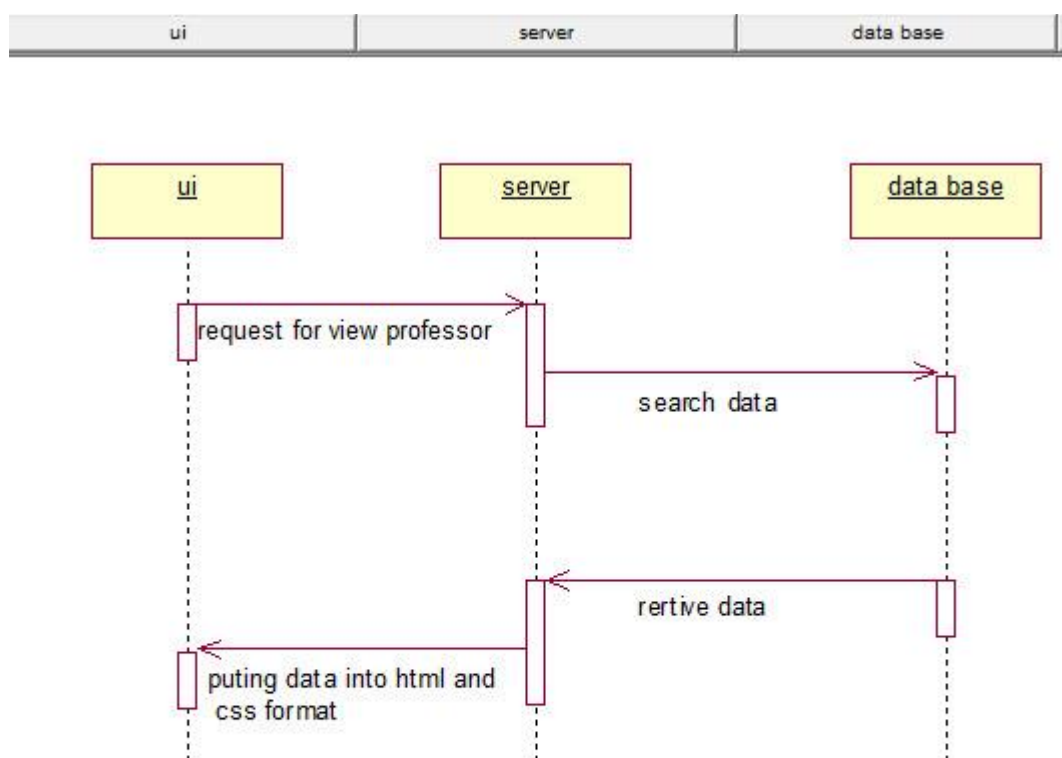 ui server data base
ui server data base
request for view professor
search data
rertive data
puting data into html and
css format